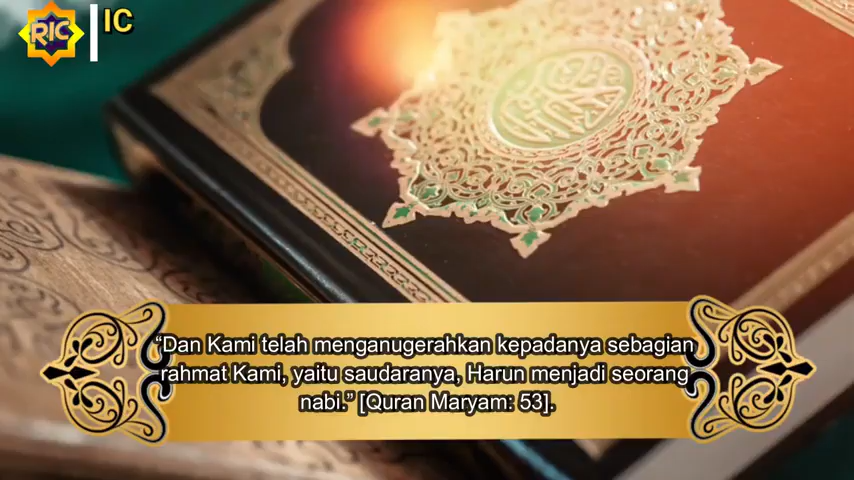 RIC
IC
“Dan Kami telah menganugerahkan kepadanya sebagian
rahmat Kami, yaitu saudaranya, Harun menjadi seorang
nabi.” [Quran Maryam: 53].